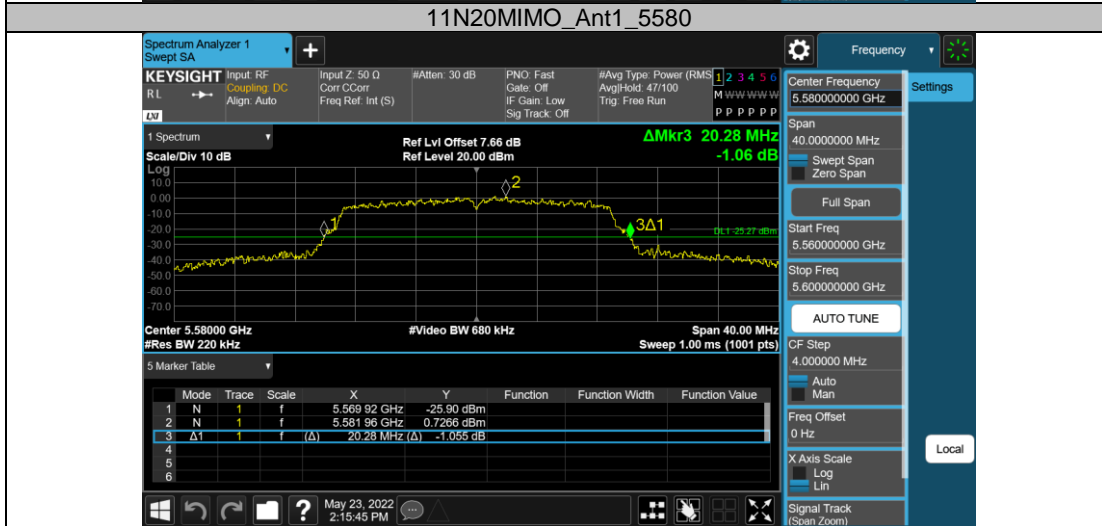 11N20MIMO_Ant1_5580
Spectrum Analyzer 1
Swept SA
+
Frequency
KEYSIGHT
RL
LXI
Input: RF
Coupling: DC
Align: Auto
Input Z: 50 Ω
Corr CCorr
Freq Ref: Int (S)
#Atten: 30 dB
PNO: Fast
Gate: Off
IF Gain: Low
Sig Track: Off
#Avg Type: Power (RMS
Avg|Hold: 47/100
Trig: Free Run
1 2 3 4 5 6
M W W W W W
P P P P P P
1 Spectrum
Scale/Div 10 dB
Ref Lvl Offset 7.66 dB
Ref Level 20.00 dBm
ΔMkr3 20.28 MHz
-1.06 dB
Log
10.0
0.00
-10.0
-20.0
-30.0
-40.0
-50.0
-60.0
-70.0
1
2
3Δ1
DL1 -25.27 dBm
Center 5.58000 GHz
#Res BW 220 kHz
#Video BW 680 kHz
Span 40.00 MHz
Sweep 1.00 ms (1001 pts)
5 Marker Table
Mode Trace Scale X Y Function Function Width Function Value
1 N 1 f 5.569 92 GHz -25.90 dBm
2 N 1 f 5.581 96 GHz 0.7266 dBm
3 Δ1 1 f (Δ) 20.28 MHz (Δ) -1.055 dB
4
5
6
?
May 23, 2022
2:15:45 PM
Center Frequency
5.580000000 GHz
Span
40.0000000 MHz
Swept Span
Zero Span
Full Span
Start Freq
5.560000000 GHz
Stop Freq
5.600000000 GHz
AUTO TUNE
CF Step
4.000000 MHz
Auto
Man
Freq Offset
0 Hz
X Axis Scale
Log
Lin
Signal Track
(Span Zoom)
Settings
Local